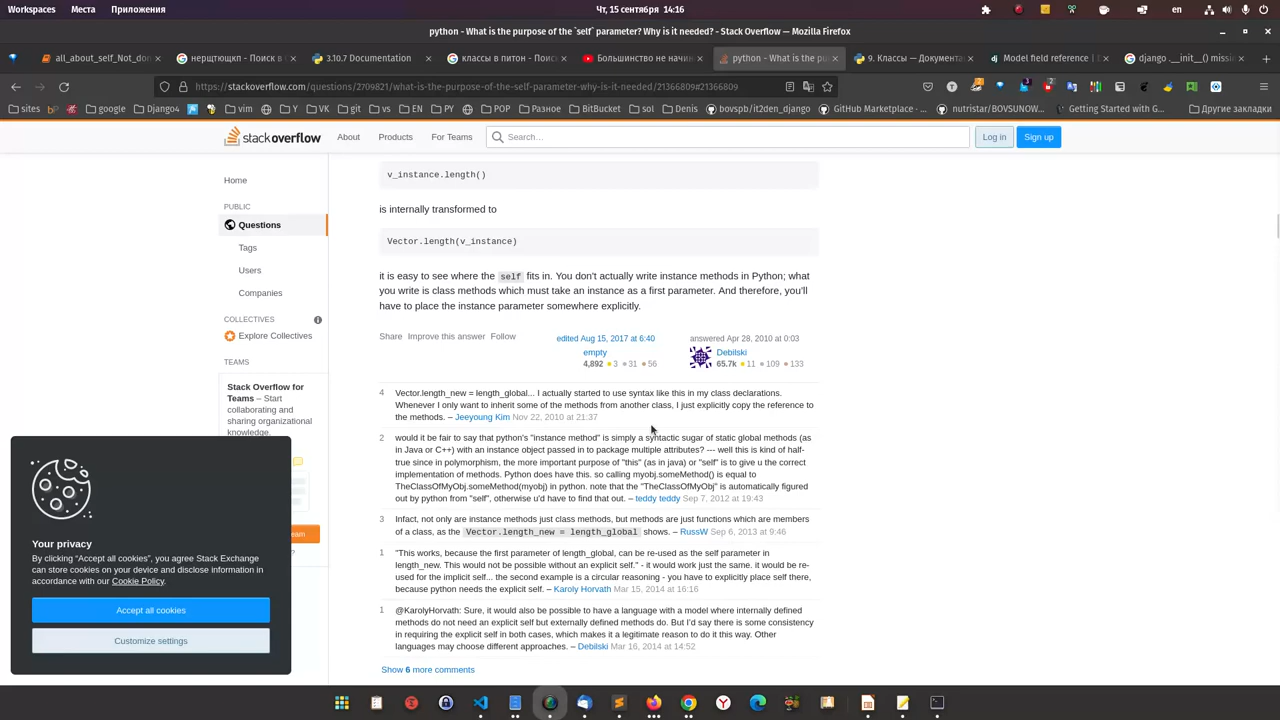 Workspaces Места Приложения Чт, 15 сентября 14:16 en
python - What is the purpose of the `self` parameter? Why is it needed? - Stack Overflow — Mozilla Firefox
all_about_self_Not_don нерщтющкп - Поиск в 3.10.7 Documentation классы в питон - Поиск Большинство не начин python - What is the pu 9. Классы — Документа Model field reference | D django .__init__() missi
https://stackoverflow.com/questions/2709821/what-is-the-purpose-of-the-self-parameter-why-is-it-needed/21366809#21366809
sites bg google Django4 W Y VK git vs EN PY POP Разное BitBucket sol Denis bovspb/it2den_django GitHub Marketplace - ... nutristar/BOVSUNOW... Getting Started with G... Другие закладки
stackoverflow About Products For Teams Search… Log in Sign up
Home
PUBLIC
Questions
Tags
Users
Companies
COLLECTIVES
Explore Collectives
TEAMS
Stack Overflow for
Teams – Start
collaborating and
sharing organizational
knowledge.
v_instance.length()
is internally transformed to
Vector.length(v_instance)
it is easy to see where the self fits in. You don't actually write instance methods in Python; what
you write is class methods which must take an instance as a first parameter. And therefore, you'll
have to place the instance parameter somewhere explicitly.
Share Improve this answer Follow
edited Aug 15, 2017 at 6:40
empty
4,892 3 31 56
answered Apr 28, 2010 at 0:03
Debilski
65.7k 11 109 133
4 Vector.length_new = length_global... I actually started to use syntax like this in my class declarations.
Whenever I only want to inherit some of the methods from another class, I just explicitly copy the reference to
the methods. – Jeeyoung Kim Nov 22, 2010 at 21:37
2 would it be fair to say that python's "instance method" is simply a syntactic sugar of static global methods (as
in Java or C++) with an instance object passed in to package multiple attributes? --- well this is kind of half-
true since in polymorphism, the more important purpose of "this" (as in java) or "self" is to give u the correct
implementation of methods. Python does have this. so calling myobj.someMethod() is equal to
TheClassOfMyObj.someMethod(myobj) in python. note that the "TheClassOfMyObj" is automatically figured
out by python from "self", otherwise u'd have to find that out. – teddy teddy Sep 7, 2012 at 19:43
3 Infact, not only are instance methods just class methods, but methods are just functions which are members
of a class, as the Vector.length_new = length_global shows. – RussW Sep 6, 2013 at 9:46
1 "This works, because the first parameter of length_global, can be re-used as the self parameter in
length_new. This would not be possible without an explicit self." - it would work just the same. it would be re-
used for the implicit self... the second example is a circular reasoning - you have to explicitly place self there,
because python needs the explicit self. – Karoly Horvath Mar 15, 2014 at 16:16
1 @KarolyHorvath: Sure, it would also be possible to have a language with a model where internally defined
methods do not need an explicit self but externally defined methods do. But I'd say there is some consistency
in requiring the explicit self in both cases, which makes it a legitimate reason to do it this way. Other
languages may choose different approaches. – Debilski Mar 16, 2014 at 14:52
Show 6 more comments
Your privacy
By clicking “Accept all cookies”, you agree Stack Exchange
can store cookies on your device and disclose information in
accordance with our Cookie Policy.
Accept all cookies
Customize settings